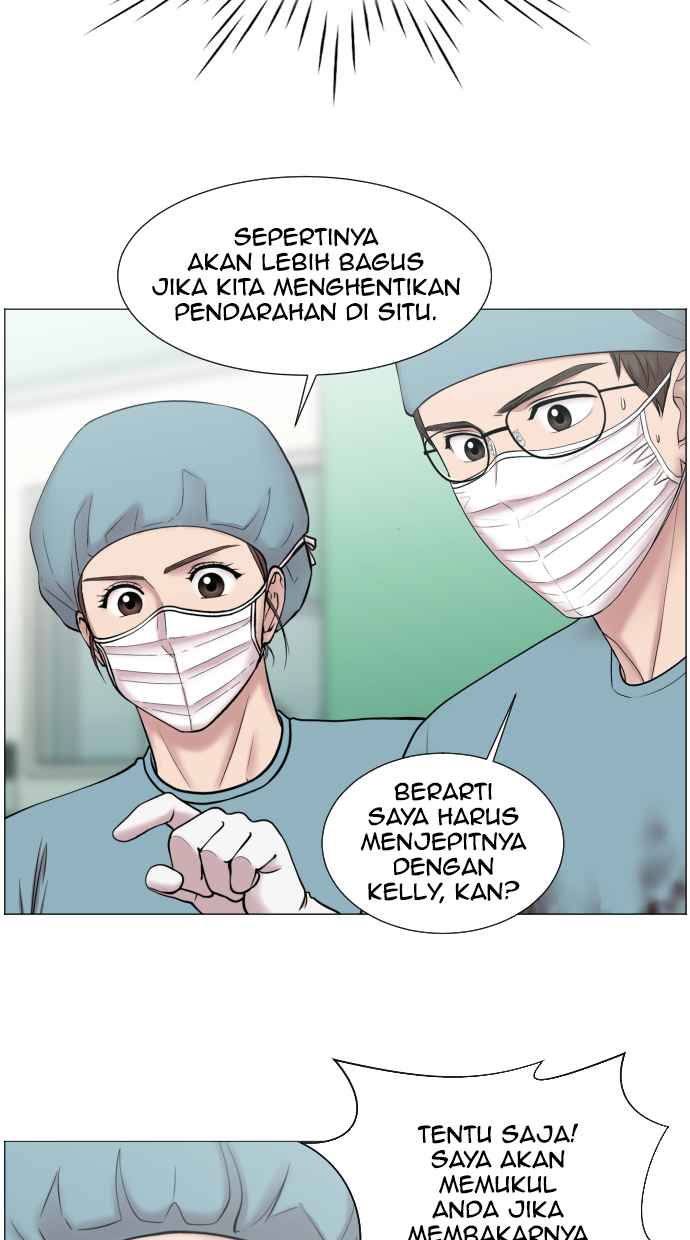 SEPERTINYA
AKAN LEBIH BAGUS
JIKA KITA MENGHENTIKAN
PENDARAHAN DI SITU.
BERARTI
SAYA HARUS
MENJEPITNYA
DENGAN
KELLY, KAN?
TENTU SAJA!
SAYA AKAN
MEMUKUL
ANDA JIKA
MEMBAKARNYA